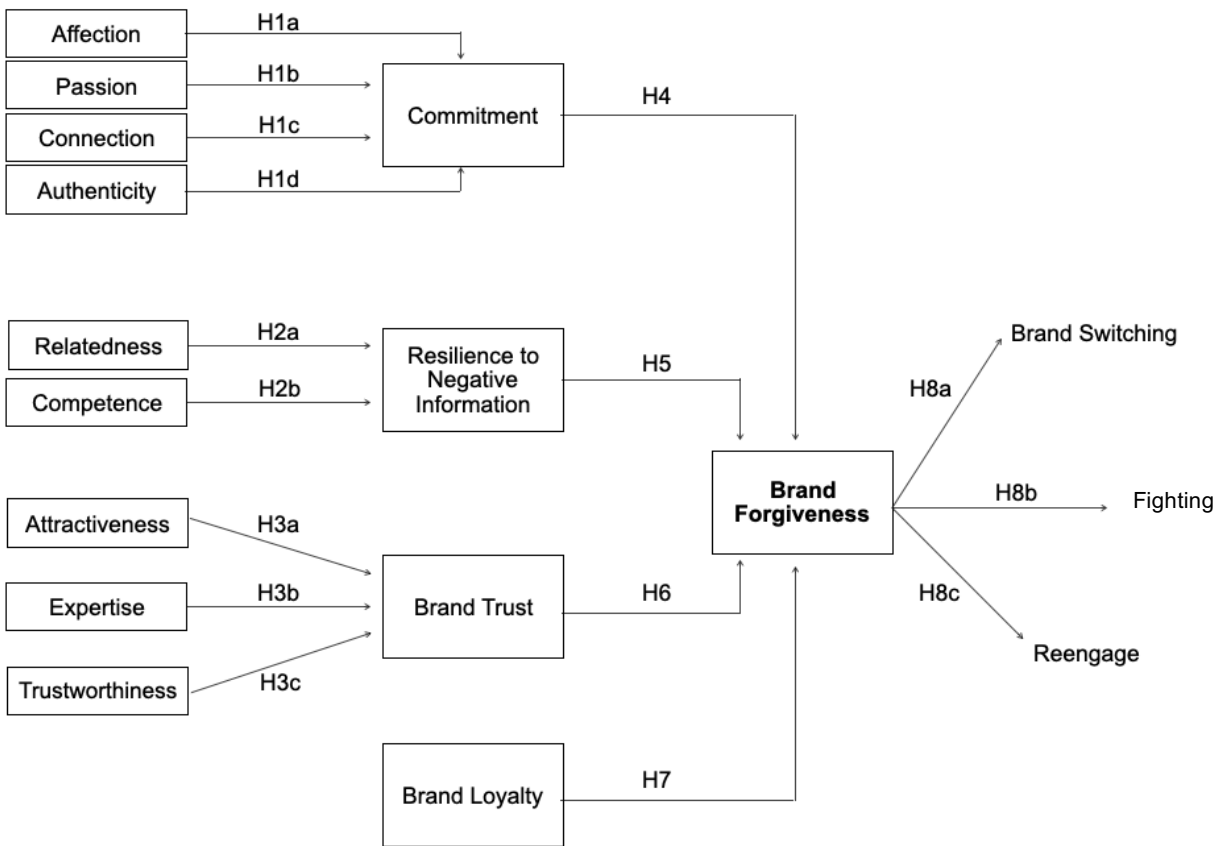 Affection
H1a
Passion
H1b
Connection
H1c
Authenticity
H1d
Commitment
H4
Relatedness
H2a
Competence
H2b
Resilience to
Negative
Information
H5
Attractiveness
H3a
Expertise
H3b
Trustworthiness
H3c
Brand Trust
H6
Brand Loyalty
H7
Brand
Forgiveness
H8a
Brand Switching
H8b
Fighting
H8c
Reengage